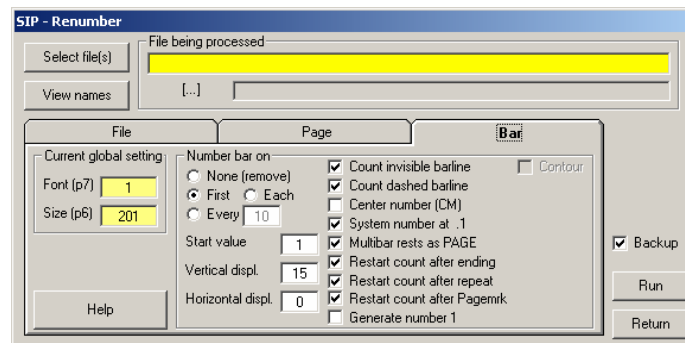 SIP - Renumber
Select file(s)
File being processed
View names
[...]
File
Page
Bar
Current global setting
Font (p7) 1
Size (p6) 201
Help
Number bar on
None (remove)
First Each
Every 10
Start value 1
Vertical displ. 15
Horizontal displ. 0
Count invisible barline
Count dashed barline
Center number (CM)
System number at .1
Multibar rests as PAGE
Restart count after ending
Restart count after repeat
Restart count after Pagemrk
Generate number 1
Contour
Backup
Run
Return